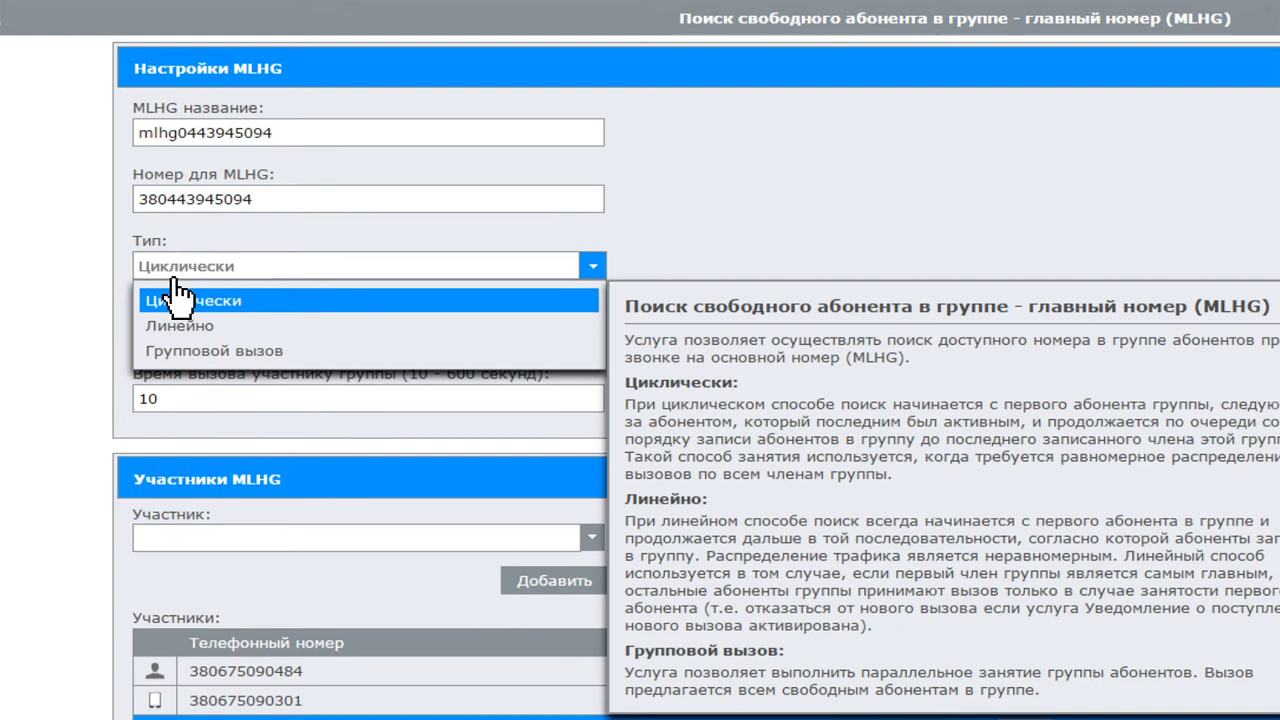 Поиск свободного абонента в группе - главный номер (MLHG)
Настройки MLHG
MLHG название:
mlhg0443945094
Номер для MLHG:
380443945094
Тип:
Циклически
Линейно
Групповой вызов
Время вызова участнику группы (10 - 600 секунд):
10
Участники MLHG
Участник:
Добавить
Участники:
Телефонный номер
380675090484
380675090301
Поиск свободного абонента в группе - главный номер (MLHG)
Услуга позволяет осуществлять поиск доступного номера в группе абонентов
звонке на основной номер (MLHG).
Циклически:
При циклическом способе поиск начинается с первого абонента группы,
за абонентом, который последним был активным, и продолжается по очереди со
порядку записи абонентов в группу до последнего записанного члена этой
Такой способ занятия используется, когда требуется равномерное
вызовов по всем членам группы.
Линейно:
При линейном способе поиск всегда начинается с первого абонента в группе и
продолжается дальше в той последовательности, согласно которой абоненты
в группу. Распределение трафика является неравномерным. Линейный способ
используется в том случае, если первый член группы является самым главным,
остальные абоненты группы принимают вызов только в случае занятости
абонента (т.е. отказаться от нового вызова если услуга Уведомление о
нового вызова активирована).
Групповой вызов:
Услуга позволяет выполнить параллельное занятие группы абонентов. Вызов
предлагается всем свободным абонентам в группе.